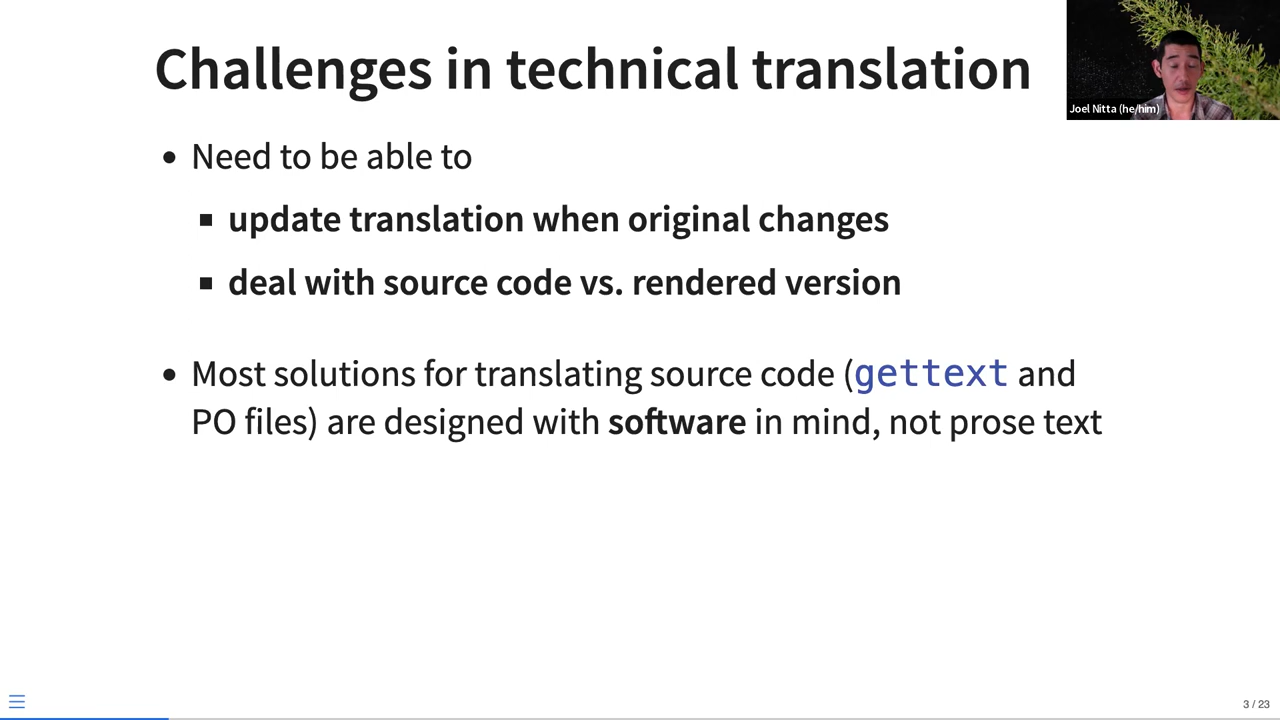 Challenges in technical translation
Joel Nitta (he/him)
• Need to be able to
▪ update translation when original changes
▪ deal with source code vs. rendered version
• Most solutions for translating source code (gettext and
PO files) are designed with software in mind, not prose text
3 / 23